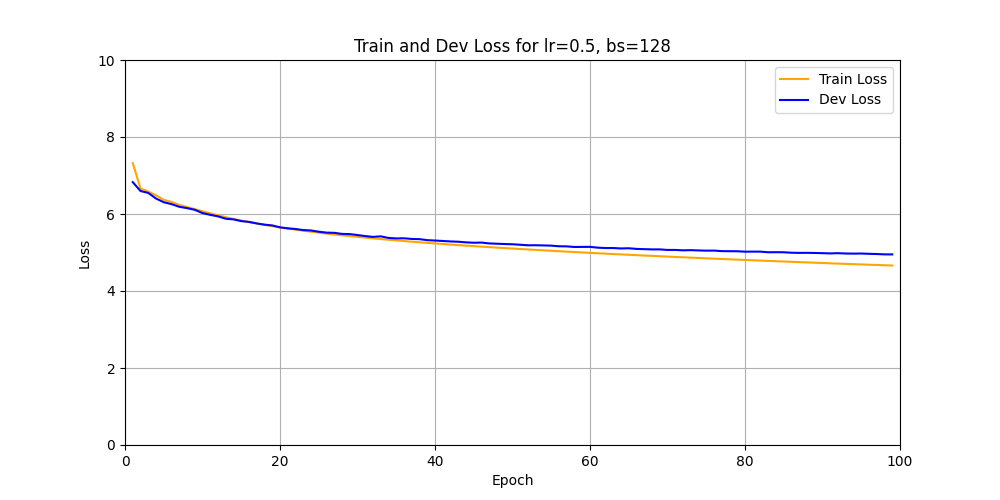 Train and Dev Loss for lr=0.5, bs=128
10
8
6
4
2
0
Loss
Train Loss
Dev Loss
0 20 40 60 80 100
Epoch